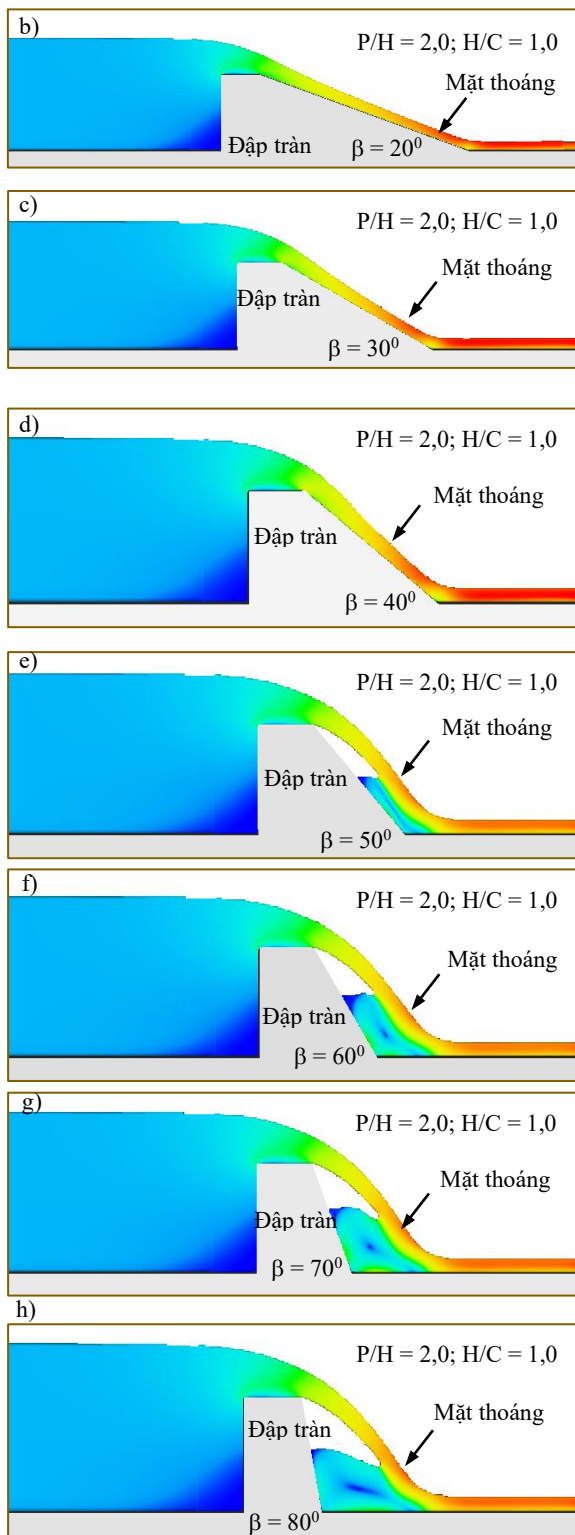 b)
P/H = 2,0; H/C = 1,0
Mặt thoáng
Đập tràn
β = 20⁰
c)
P/H = 2,0; H/C = 1,0
Mặt thoáng
Đập tràn
β = 30⁰
d)
P/H = 2,0; H/C = 1,0
Mặt thoáng
Đập tràn
β = 40⁰
e)
P/H = 2,0; H/C = 1,0
Mặt thoáng
Đập tràn
β = 50⁰
f)
P/H = 2,0; H/C = 1,0
Mặt thoáng
Đập tràn
β = 60⁰
g)
P/H = 2,0; H/C = 1,0
Mặt thoáng
Đập tràn
β = 70⁰
h)
P/H = 2,0; H/C = 1,0
Mặt thoáng
Đập tràn
β = 80⁰